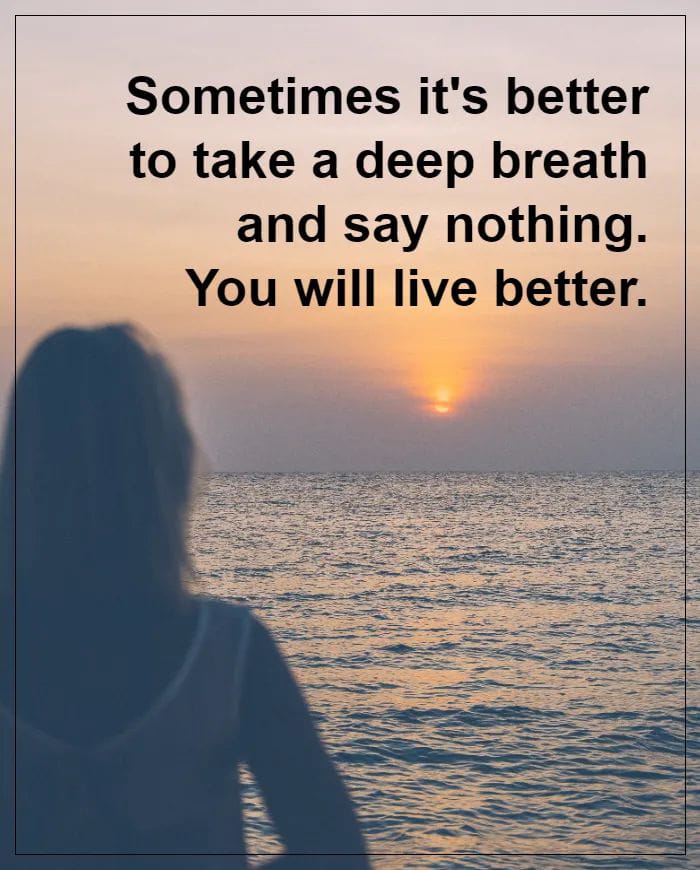 Sometimes it's better
to take a deep breath
and say nothing.
You will live better.